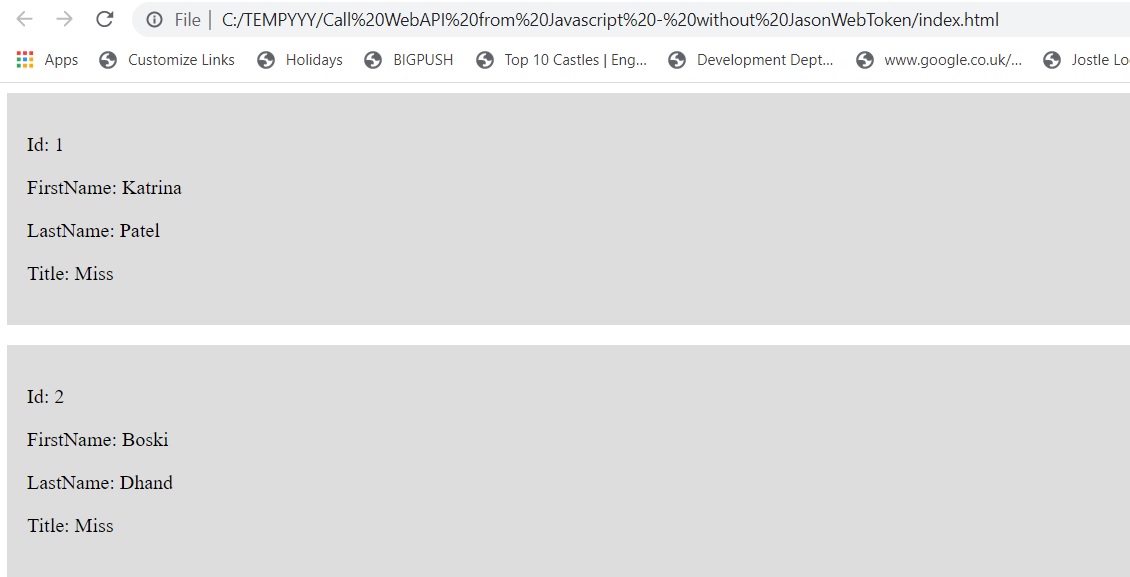 File | C:/TEMPYYY/Call%20WebAPI%20from%20Javascript%20-%20without%20JasonWebToken/index.html
Apps Customize Links Holidays BIGPUSH Top 10 Castles | Eng... Development Dept... www.google.co.uk/... Jostle Lo
Id: 1
FirstName: Katrina
LastName: Patel
Title: Miss
Id: 2
FirstName: Boski
LastName: Dhand
Title: Miss